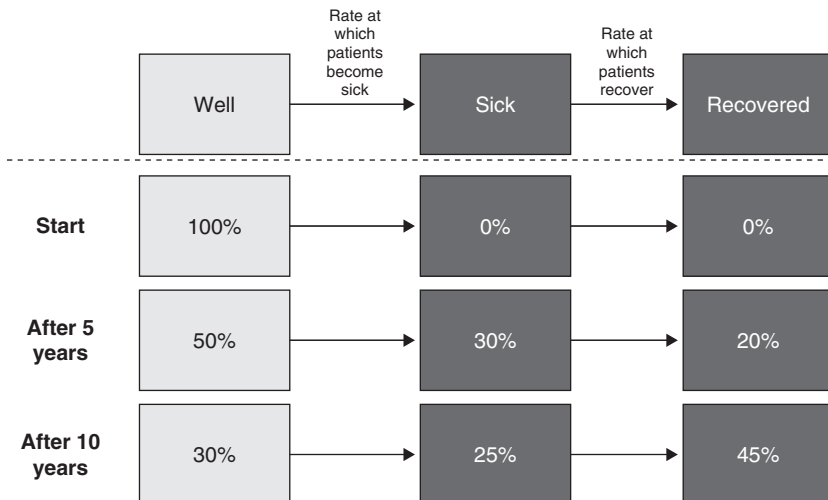 Rate at
which
patients
become
sick
Rate at
which
patients
recover
Well
Sick
Recovered
Start
100%
0%
0%
After 5
years
50%
30%
20%
After 10
years
30%
25%
45%